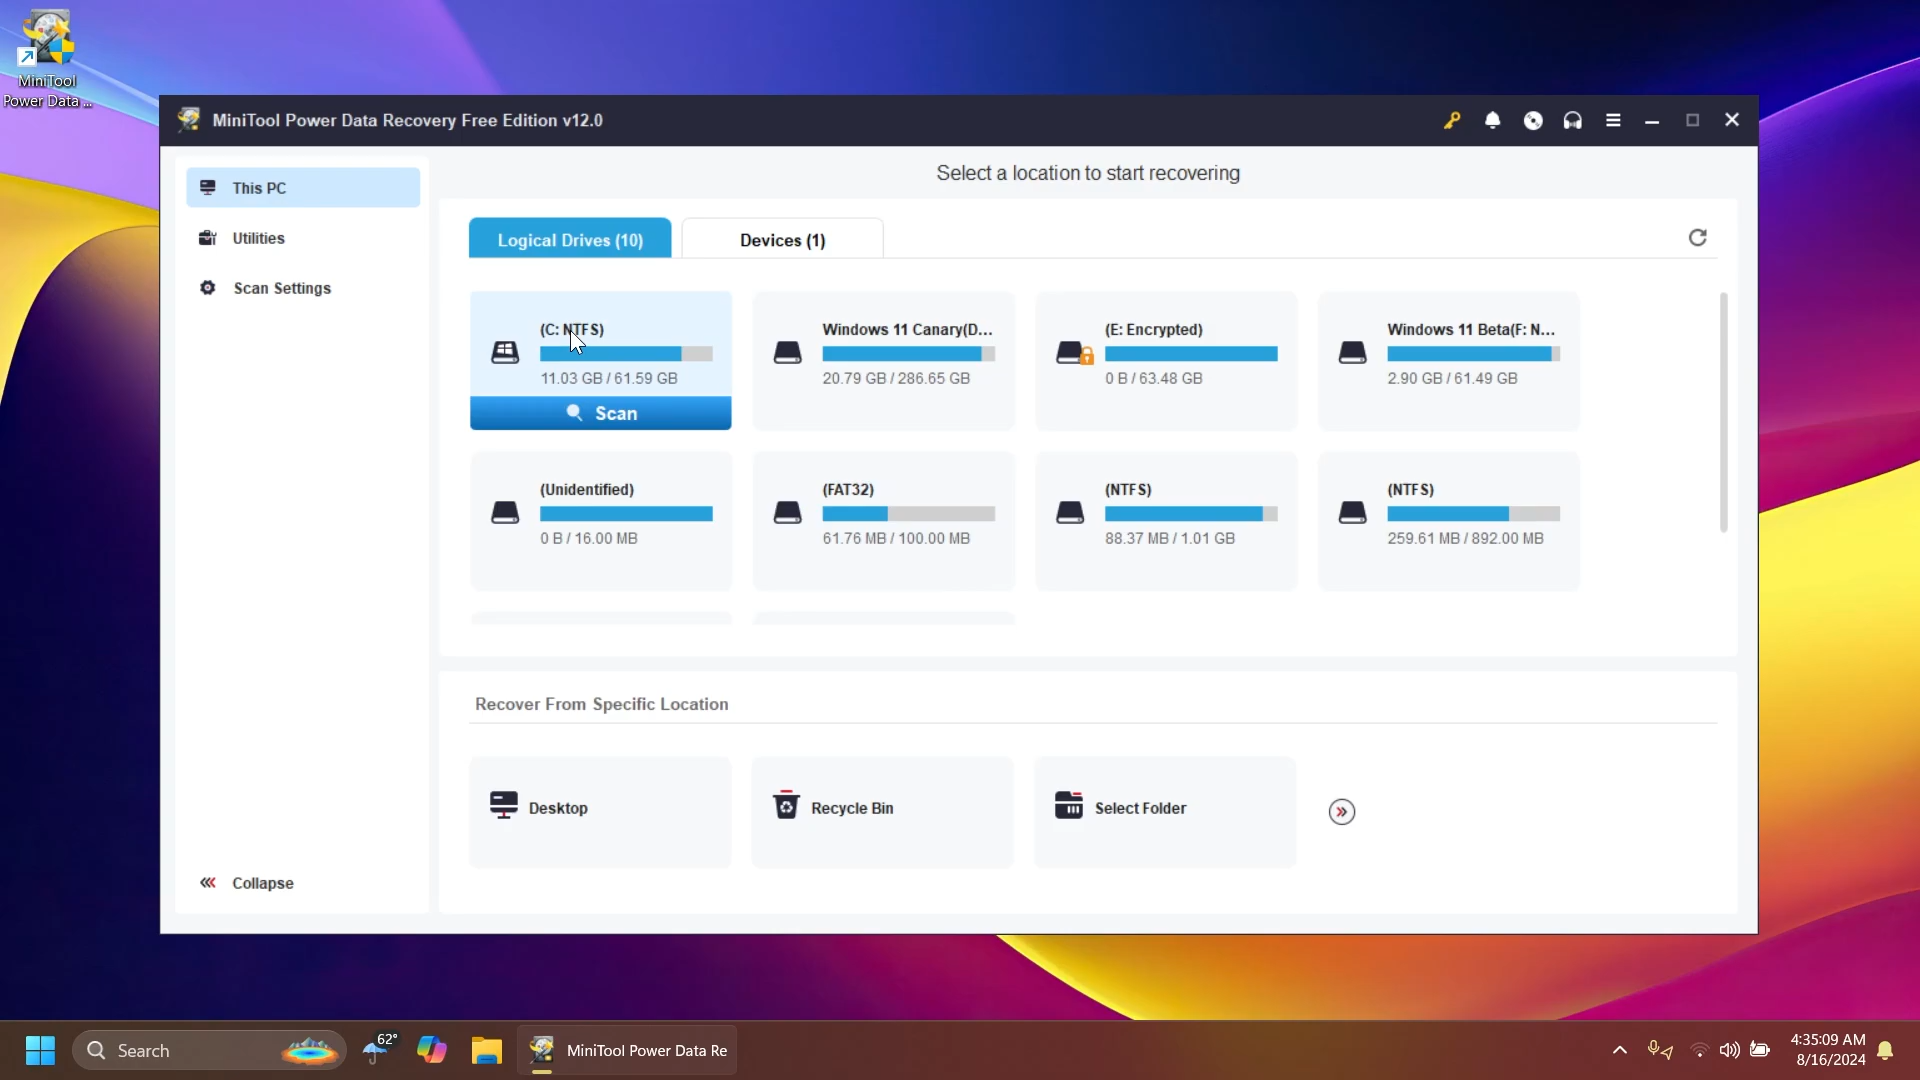 MiniTool
Power Data ...
MiniTool Power Data Recovery Free Edition v12.0
This PC
Utilities
Scan Settings
Collapse
Select a location to start recovering
Logical Drives (10)
Devices (1)
(C: NTFS)
11.03 GB / 61.59 GB
Scan
Windows 11 Canary(D...
20.79 GB / 286.65 GB
(E: Encrypted)
0 B / 63.48 GB
Windows 11 Beta(F: N...
2.90 GB / 61.49 GB
(Unidentified)
0 B / 16.00 MB
(FAT32)
61.76 MB / 100.00 MB
(NTFS)
88.37 MB / 1.01 GB
(NTFS)
259.61 MB / 892.00 MB
Recover From Specific Location
Desktop
Recycle Bin
Select Folder
Search
62°
MiniTool Power Data Re
4:35:09 AM
8/16/2024